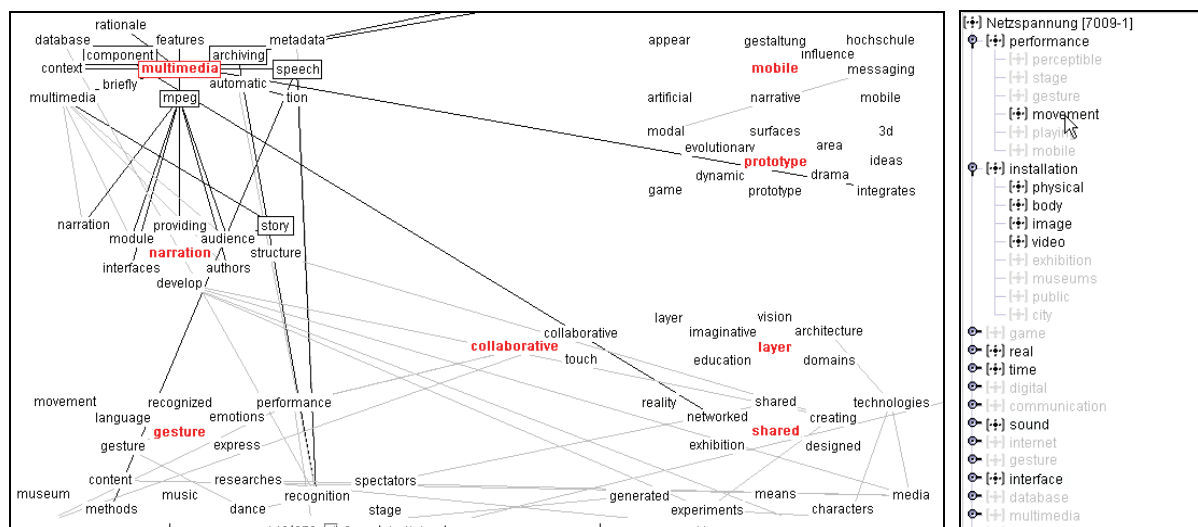 rationale
database features metadata
component archiving
context multimedia speech
briefly automatic
multimedia mpeg tion
narration providing story
module audience
narration structure
interfaces authors
develop
appear gestaltung hochschule
influence
mobile messaging
artificial narrative mobile
modal surfaces 3d
evolutionary area
prototype ideas
dynamic drama
game prototype integrates
collaborative
collaborative
touch
layer vision
imaginative architecture
layer
education domains
movement recognized performance
language emotions
gesture
gesture express
content researches spectators
museum music recognition
methods dance stage
reality shared technologies
networked creating
shared
exhibition designed
generated means media
experiments characters
Netzspannung [7009-1]
performance
perceptible
stage
gesture
movement
mobile
installation
physical
body
image
video
exhibition
museums
public
city
game
real
time
digital
communication
sound
internet
gesture
interface
database
multimedia